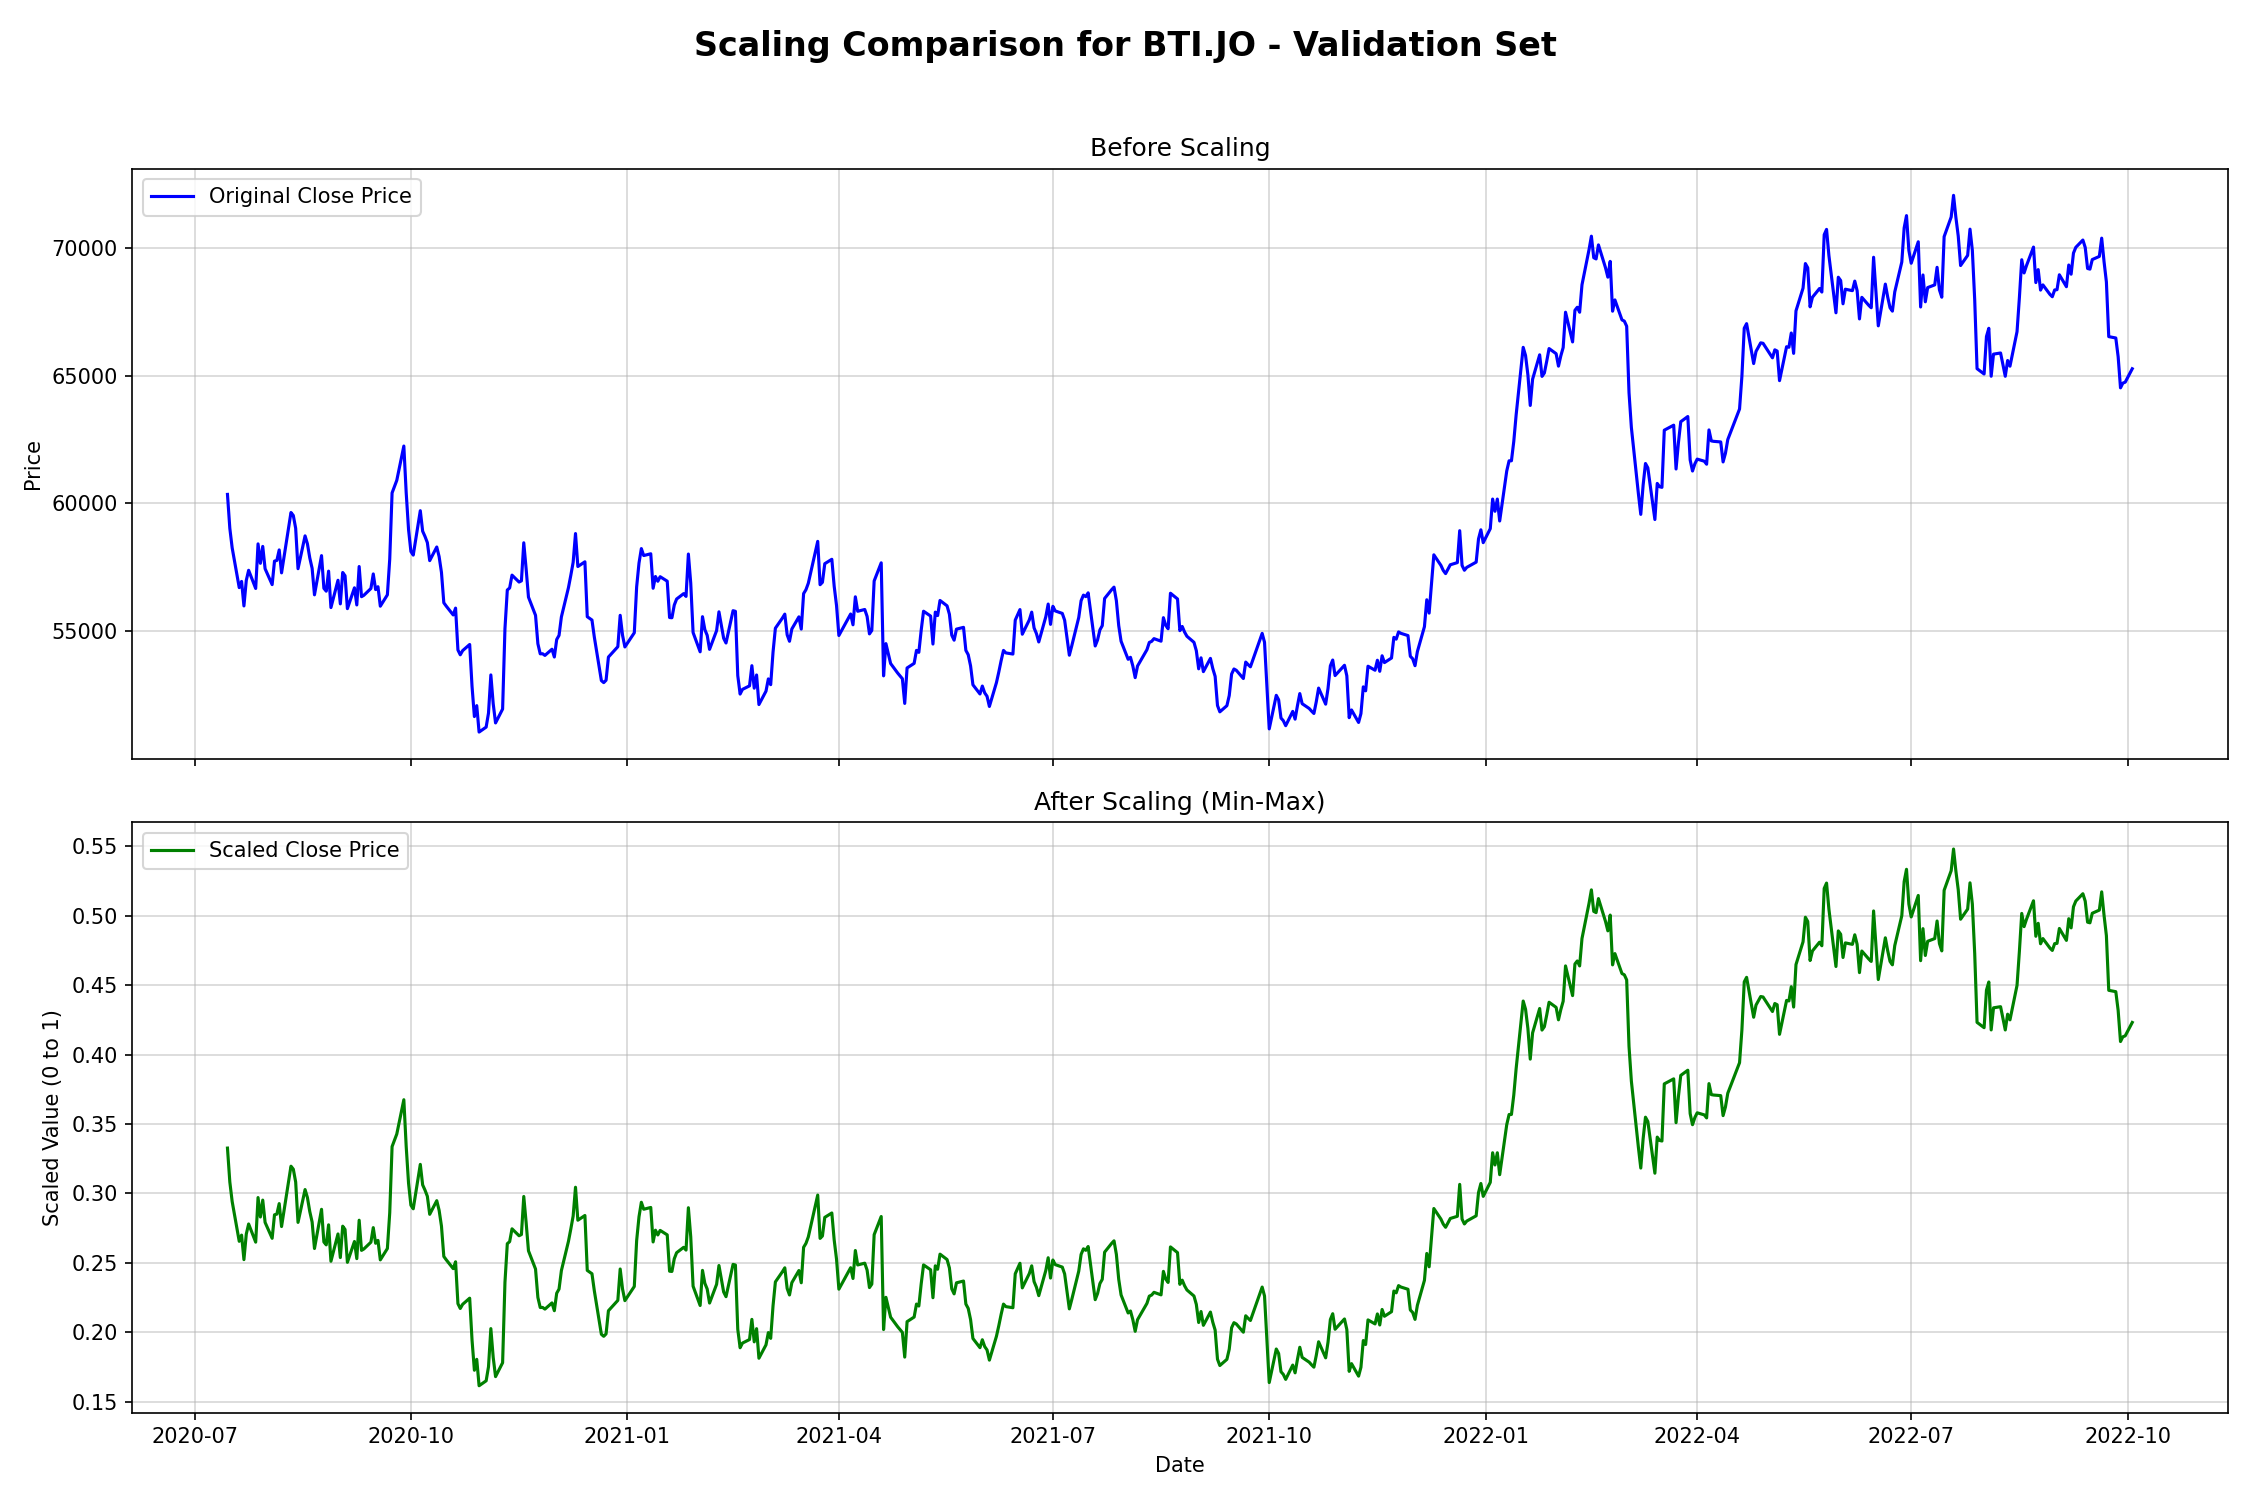 Scaling Comparison for BTI.JO - Validation Set
Before Scaling
Original Close Price
70000
65000
60000
55000
Price
After Scaling (Min-Max)
Scaled Close Price
0.55
0.50
0.45
0.40
0.35
0.30
0.25
0.20
0.15
Scaled Value (0 to 1)
2020-07 2020-10 2021-01 2021-04 2021-07 2021-10 2022-01 2022-04 2022-07 2022-10
Date